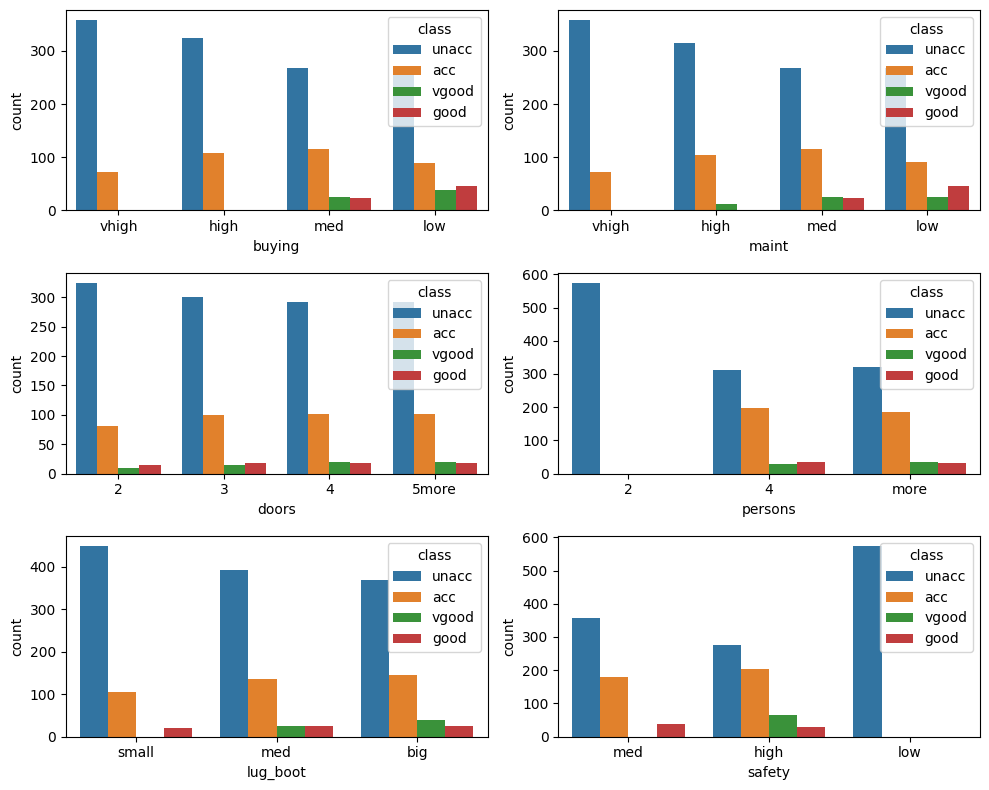 class
unacc
acc
vgood
good
300
200
100
0
count
vhigh high med low
buying
class
unacc
acc
vgood
good
300
200
100
0
count
vhigh high med low
maint
class
unacc
acc
vgood
good
300
250
200
150
100
50
0
count
2 3 4 5more
doors
class
unacc
acc
vgood
good
600
500
400
300
200
100
0
count
2 4 more
persons
class
unacc
acc
vgood
good
400
300
200
100
0
count
small med big
lug_boot
class
unacc
acc
vgood
good
600
500
400
300
200
100
0
count
med high low
safety